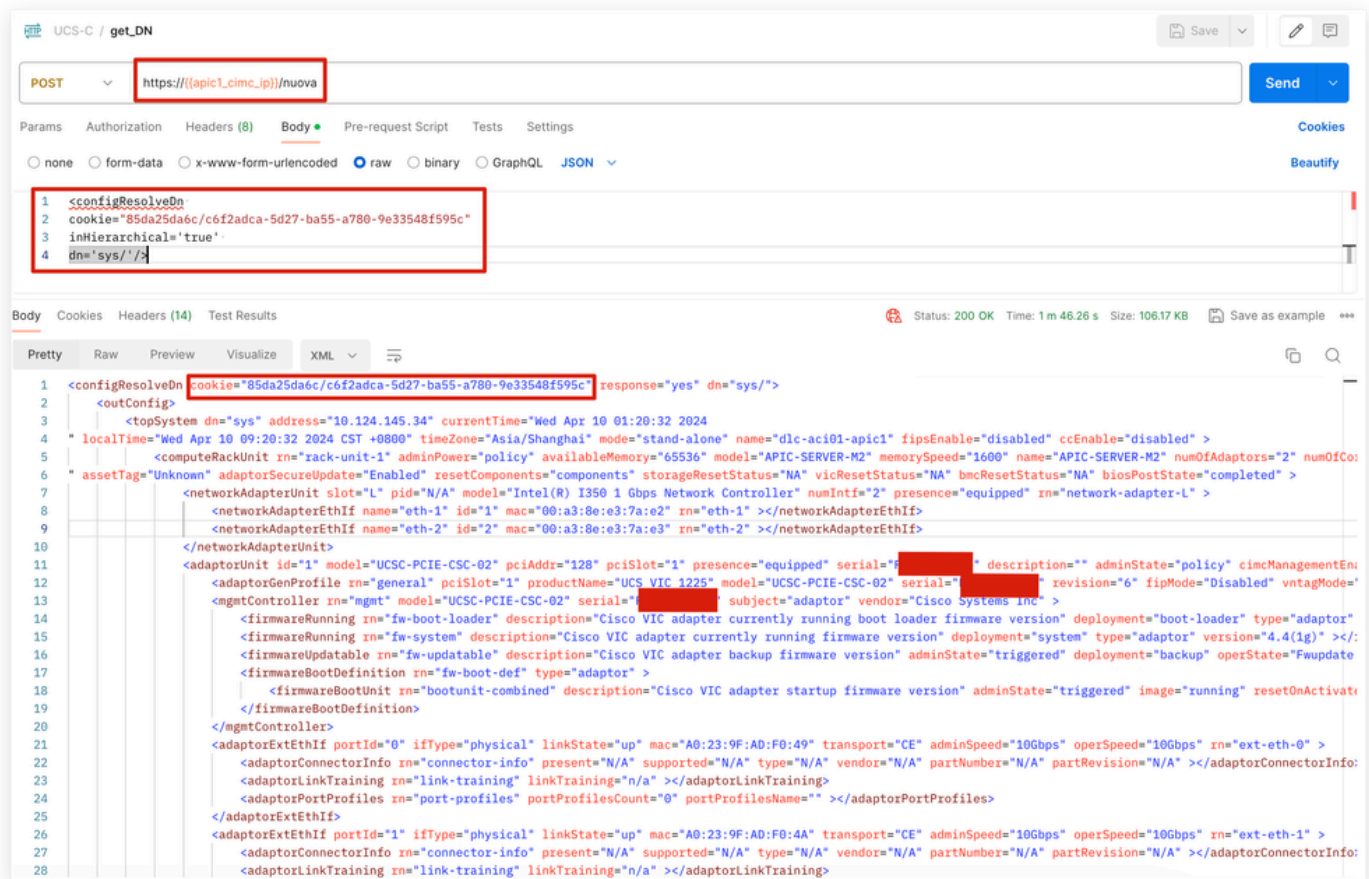 HTTP UCS-C / get_DN Save
POST https://{{apic1_cimc_ip}}/nuova Send
Params Authorization Headers (8) Body Pre-request Script Tests Settings Cookies
none form-data x-www-form-urlencoded raw binary GraphQL JSON Beautify
1 <configResolveDn
2 cookie="85da25da6c/c6f2adca-5d27-ba55-a780-9e33548f595c"
3 inHierarchical='true'
4 dn='sys/'/>
Body Cookies Headers (14) Test Results Status: 200 OK Time: 1 m 46.26 s Size: 106.17 KB Save as example
Pretty Raw Preview Visualize XML
1 <configResolveDn cookie="85da25da6c/c6f2adca-5d27-ba55-a780-9e33548f595c" response="yes" dn="sys/">
2 <outConfig>
3 <topSystem dn="sys" address="10.124.145.34" currentTime="Wed Apr 10 01:20:32 2024
4 " localTime="Wed Apr 10 09:20:32 2024 CST +0800" timeZone="Asia/Shanghai" mode="stand-alone" name="dlc-aci01-apic1" fipsEnable="disabled" ccEnable="disabled" >
5 <computeRackUnit rn="rack-unit-1" adminPower="policy" availableMemory="65536" model="APIC-SERVER-M2" memorySpeed="1600" name="APIC-SERVER-M2" numOfAdaptors="2" numOfCo
6 " assetTag="Unknown" adaptorSecureUpdate="Enabled" resetComponents="components" storageResetStatus="NA" vicResetStatus="NA" bmcResetStatus="NA" biosPostState="completed" >
7 <networkAdapterUnit slot="L" pid="N/A" model="Intel(R) I350 1 Gbps Network Controller" numIntf="2" presence="equipped" rn="network-adapter-L" >
8 <networkAdapterEthIf name="eth-1" id="1" mac="00:a3:8e:e3:7a:e2" rn="eth-1" ></networkAdapterEthIf>
9 <networkAdapterEthIf name="eth-2" id="2" mac="00:a3:8e:e3:7a:e3" rn="eth-2" ></networkAdapterEthIf>
10 </networkAdapterUnit>
11 <adaptorUnit id="1" model="UCSC-PCIE-CSC-02" pciAddr="128" pciSlot="1" presence="equipped" serial=" " description="" adminState="policy" cimcManagementEna
12 <adaptorGenProfile rn="general" pciSlot="1" productName="UCS VIC 1225" model="UCSC-PCIE-CSC-02" serial=" " revision="6" fipMode="Disabled" vntagMode="
13 <mgmtController rn="mgmt" model="UCSC-PCIE-CSC-02" serial=" " subject="adaptor" vendor="Cisco Systems Inc" >
14 <firmwareRunning rn="fw-boot-loader" description="Cisco VIC adapter currently running boot loader firmware version" deployment="boot-loader" type="adaptor"
15 <firmwareRunning rn="fw-system" description="Cisco VIC adapter currently running firmware version" deployment="system" type="adaptor" version="4.4(1g)" ></
16 <firmwareUpdatable rn="fw-updatable" description="Cisco VIC adapter backup firmware version" adminState="triggered" deployment="backup" operState="Fwupdate
17 <firmwareBootDefinition rn="fw-boot-def" type="adaptor" >
18 <firmwareBootUnit rn="bootunit-combined" description="Cisco VIC adapter startup firmware version" adminState="triggered" image="running" resetOnActivate
19 </firmwareBootDefinition>
20 </mgmtController>
21 <adaptorExtEthIf portId="0" ifType="physical" linkState="up" mac="A0:23:9F:AD:F0:49" transport="CE" adminSpeed="10Gbps" operSpeed="10Gbps" rn="ext-eth-0" >
22 <adaptorConnectorInfo rn="connector-info" present="N/A" supported="N/A" type="N/A" vendor="N/A" partNumber="N/A" partRevision="N/A" ></adaptorConnectorInfo>
23 <adaptorLinkTraining rn="link-training" linkTraining="n/a" ></adaptorLinkTraining>
24 <adaptorPortProfiles rn="port-profiles" portProfilesCount="0" portProfilesName="" ></adaptorPortProfiles>
25 </adaptorExtEthIf>
26 <adaptorExtEthIf portId="1" ifType="physical" linkState="up" mac="A0:23:9F:AD:F0:4A" transport="CE" adminSpeed="10Gbps" operSpeed="10Gbps" rn="ext-eth-1" >
27 <adaptorConnectorInfo rn="connector-info" present="N/A" supported="N/A" type="N/A" vendor="N/A" partNumber="N/A" partRevision="N/A" ></adaptorConnectorInfo>
28 <adaptorLinkTraining rn="link-training" linkTraining="n/a" ></adaptorLinkTraining>